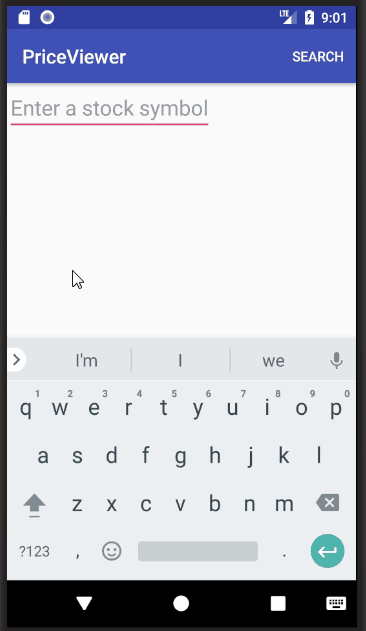 LTE 9:01
PriceViewer SEARCH
Enter a stock symbol
I'm I we
1 2 3 4 5 6 7 8 9 0
q w e r t y u i o p
a s d f g h j k l
z x c v b n m
?123 , .